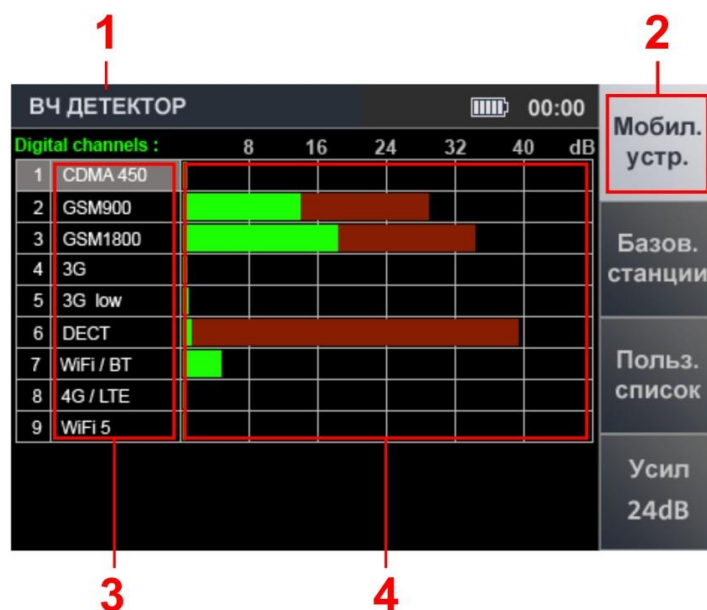 1
2
ВЧ ДЕТЕКТОР 00:00
Digital channels : 8 16 24 32 40 dB
1 CDMA 450
2 GSM900
3 GSM1800
4 3G
5 3G low
6 DECT
7 WiFi / BT
8 4G / LTE
9 WiFi 5
Мобил.
устр.
Базов.
станции
Польз.
список
Усил
24dB
3
4